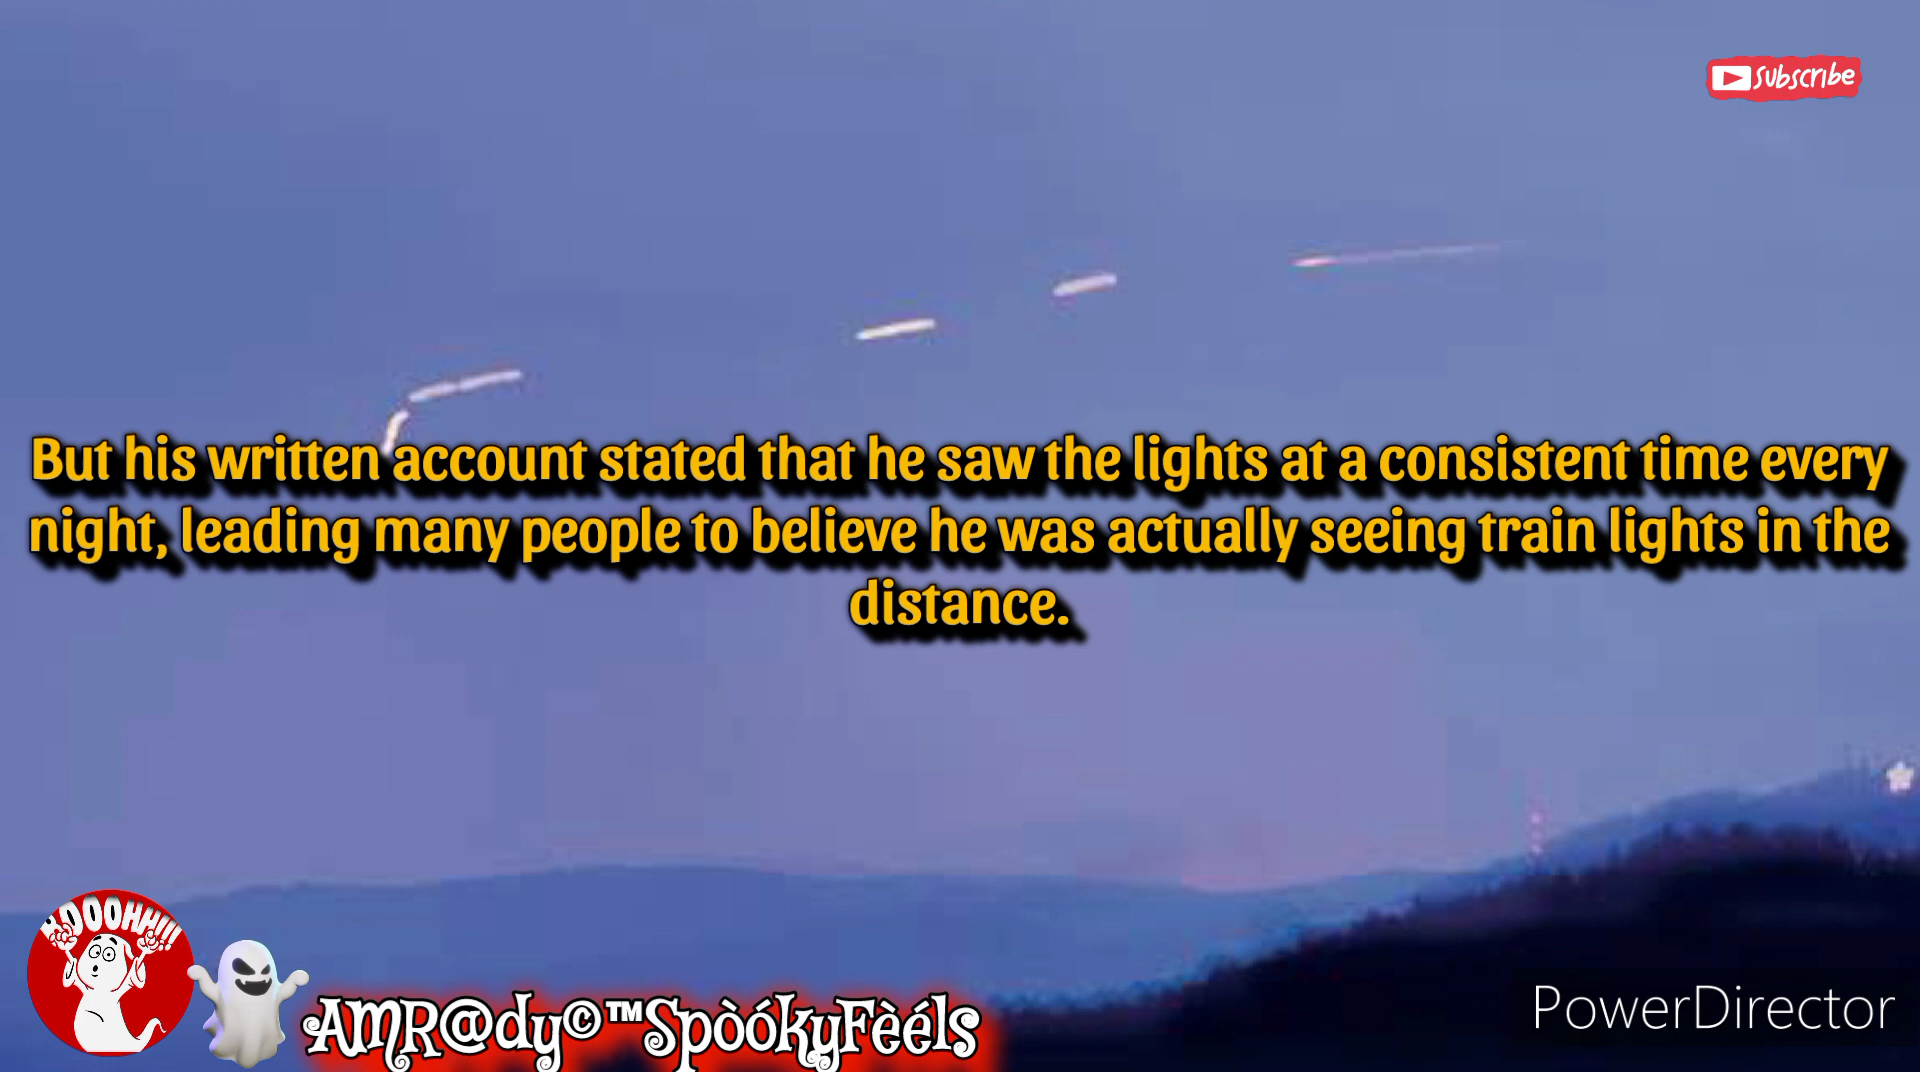 Subscribe
But his written account stated that he saw the lights at a consistent time every
night, leading many people to believe he was actually seeing train lights in the
distance.
BOOOHH!!!
AMR@dy©™SpòókyFèéls
PowerDirector